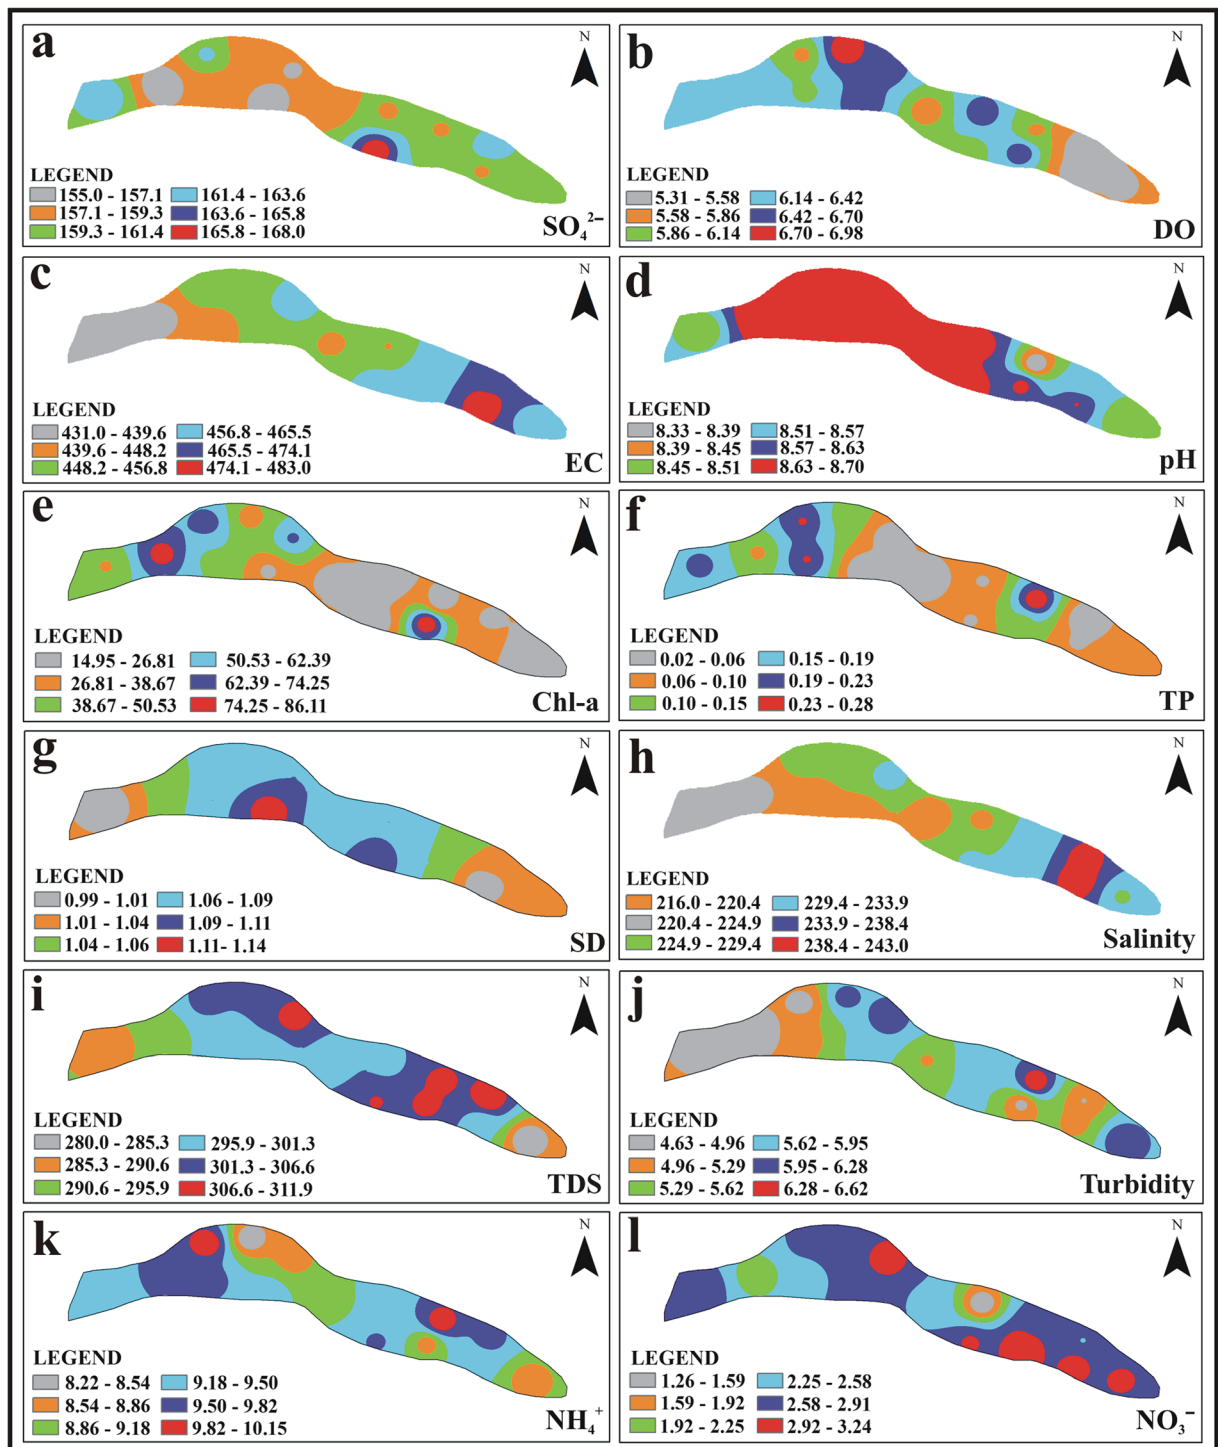 a
N
LEGEND
155.0 - 157.1 161.4 - 163.6
157.1 - 159.3 163.6 - 165.8
159.3 - 161.4 165.8 - 168.0
SO₄²⁻
b
N
LEGEND
5.31 - 5.58 6.14 - 6.42
5.58 - 5.86 6.42 - 6.70
5.86 - 6.14 6.70 - 6.98
DO
c
N
LEGEND
431.0 - 439.6 456.8 - 465.5
439.6 - 448.2 465.5 - 474.1
448.2 - 456.8 474.1 - 483.0
EC
d
N
LEGEND
8.33 - 8.39 8.51 - 8.57
8.39 - 8.45 8.57 - 8.63
8.45 - 8.51 8.63 - 8.70
pH
e
N
LEGEND
14.95 - 26.81 50.53 - 62.39
26.81 - 38.67 62.39 - 74.25
38.67 - 50.53 74.25 - 86.11
Chl-a
f
N
LEGEND
0.02 - 0.06 0.15 - 0.19
0.06 - 0.10 0.19 - 0.23
0.10 - 0.15 0.23 - 0.28
TP
g
N
LEGEND
0.99 - 1.01 1.06 - 1.09
1.01 - 1.04 1.09 - 1.11
1.04 - 1.06 1.11- 1.14
SD
h
N
LEGEND
216.0 - 220.4 229.4 - 233.9
220.4 - 224.9 233.9 - 238.4
224.9 - 229.4 238.4 - 243.0
Salinity
i
N
LEGEND
280.0 - 285.3 295.9 - 301.3
285.3 - 290.6 301.3 - 306.6
290.6 - 295.9 306.6 - 311.9
TDS
j
N
LEGEND
4.63 - 4.96 5.62 - 5.95
4.96 - 5.29 5.95 - 6.28
5.29 - 5.62 6.28 - 6.62
Turbidity
k
N
LEGEND
8.22 - 8.54 9.18 - 9.50
8.54 - 8.86 9.50 - 9.82
8.86 - 9.18 9.82 - 10.15
NH₄⁺
l
N
LEGEND
1.26 - 1.59 2.25 - 2.58
1.59 - 1.92 2.58 - 2.91
1.92 - 2.25 2.92 - 3.24
NO₃⁻